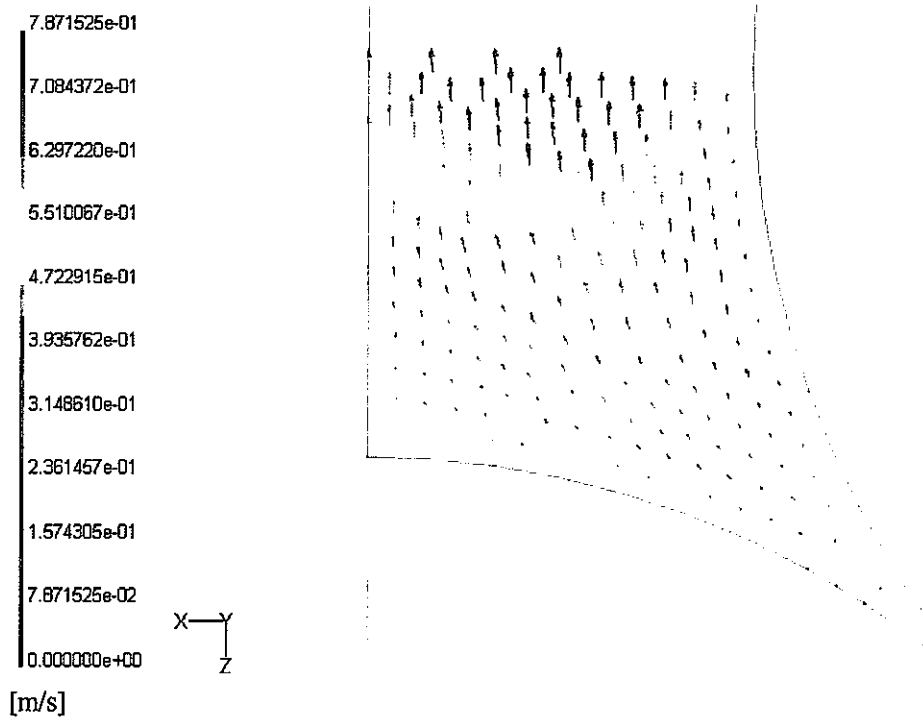 7.871525e-01
7.084372e-01
6.297220e-01
5.510067e-01
4.722915e-01
3.935762e-01
3.148610e-01
2.361457e-01
1.574305e-01
7.871525e-02
0.000000e+00
[m/s]
X Y
Z